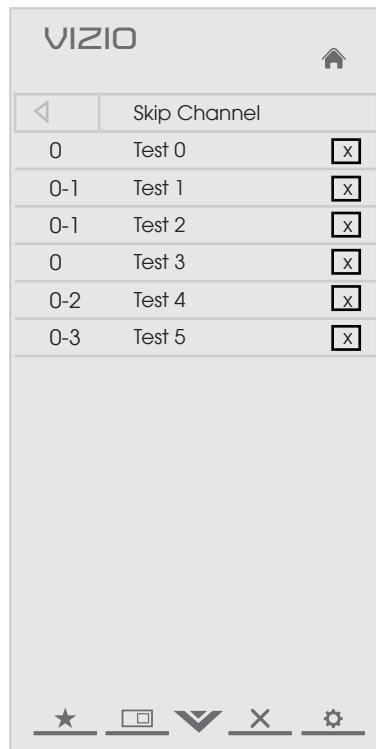 VIZIO
Skip Channel
0 Test 0 x
0-1 Test 1 x
0-1 Test 2 x
0 Test 3 x
0-2 Test 4 x
0-3 Test 5 x